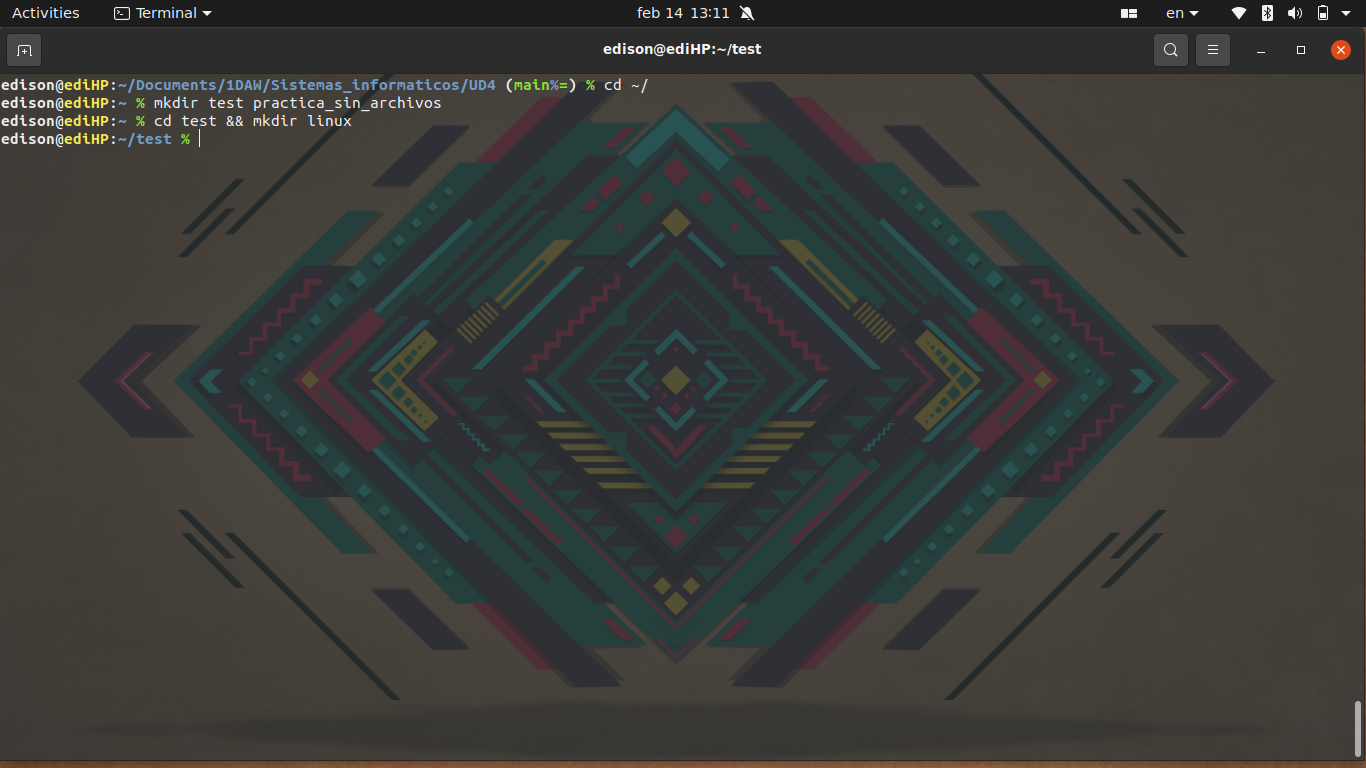 Activities Terminal feb 14 13:11 en
edison@ediHP:~/test
edison@ediHP:~/Documents/1DAW/Sistemas_informaticos/UD4 (main%=) % cd ~/
edison@ediHP:~ % mkdir test practica_sin_archivos
edison@ediHP:~ % cd test && mkdir linux
edison@ediHP:~/test %